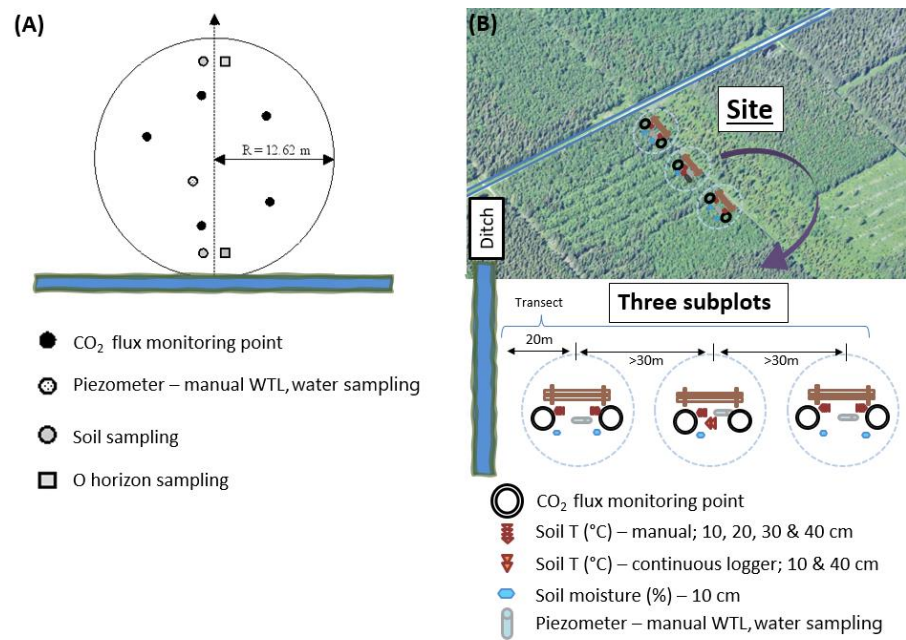 (A)
R = 12.62 m
CO₂ flux monitoring point
Piezometer – manual WTL, water sampling
Soil sampling
O horizon sampling
(B)
Site
Ditch
Three subplots
Transect
20m
>30m
>30m
CO₂ flux monitoring point
Soil T (°C) – manual; 10, 20, 30 & 40 cm
Soil T (°C) – continuous logger; 10 & 40 cm
Soil moisture (%) – 10 cm
Piezometer – manual WTL, water sampling